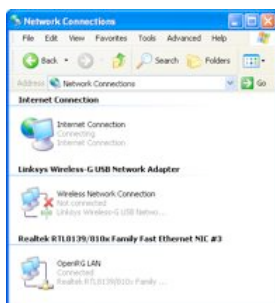 Network Connections
File Edit View Favorites Tools Advanced Help
Back Search Folders
Address Network Connections Go
Internet Connection
Internet Connection
Connecting
Internet Connection
Linksys Wireless-G USB Network Adapter
Wireless Network Connection
Not connected
Linksys Wireless-G USB Netwo...
Realtek RTL8139/810x Family Fast Ethernet NIC #3
OpenRG LAN
Connected
Realtek RTL8139/810x Family ...